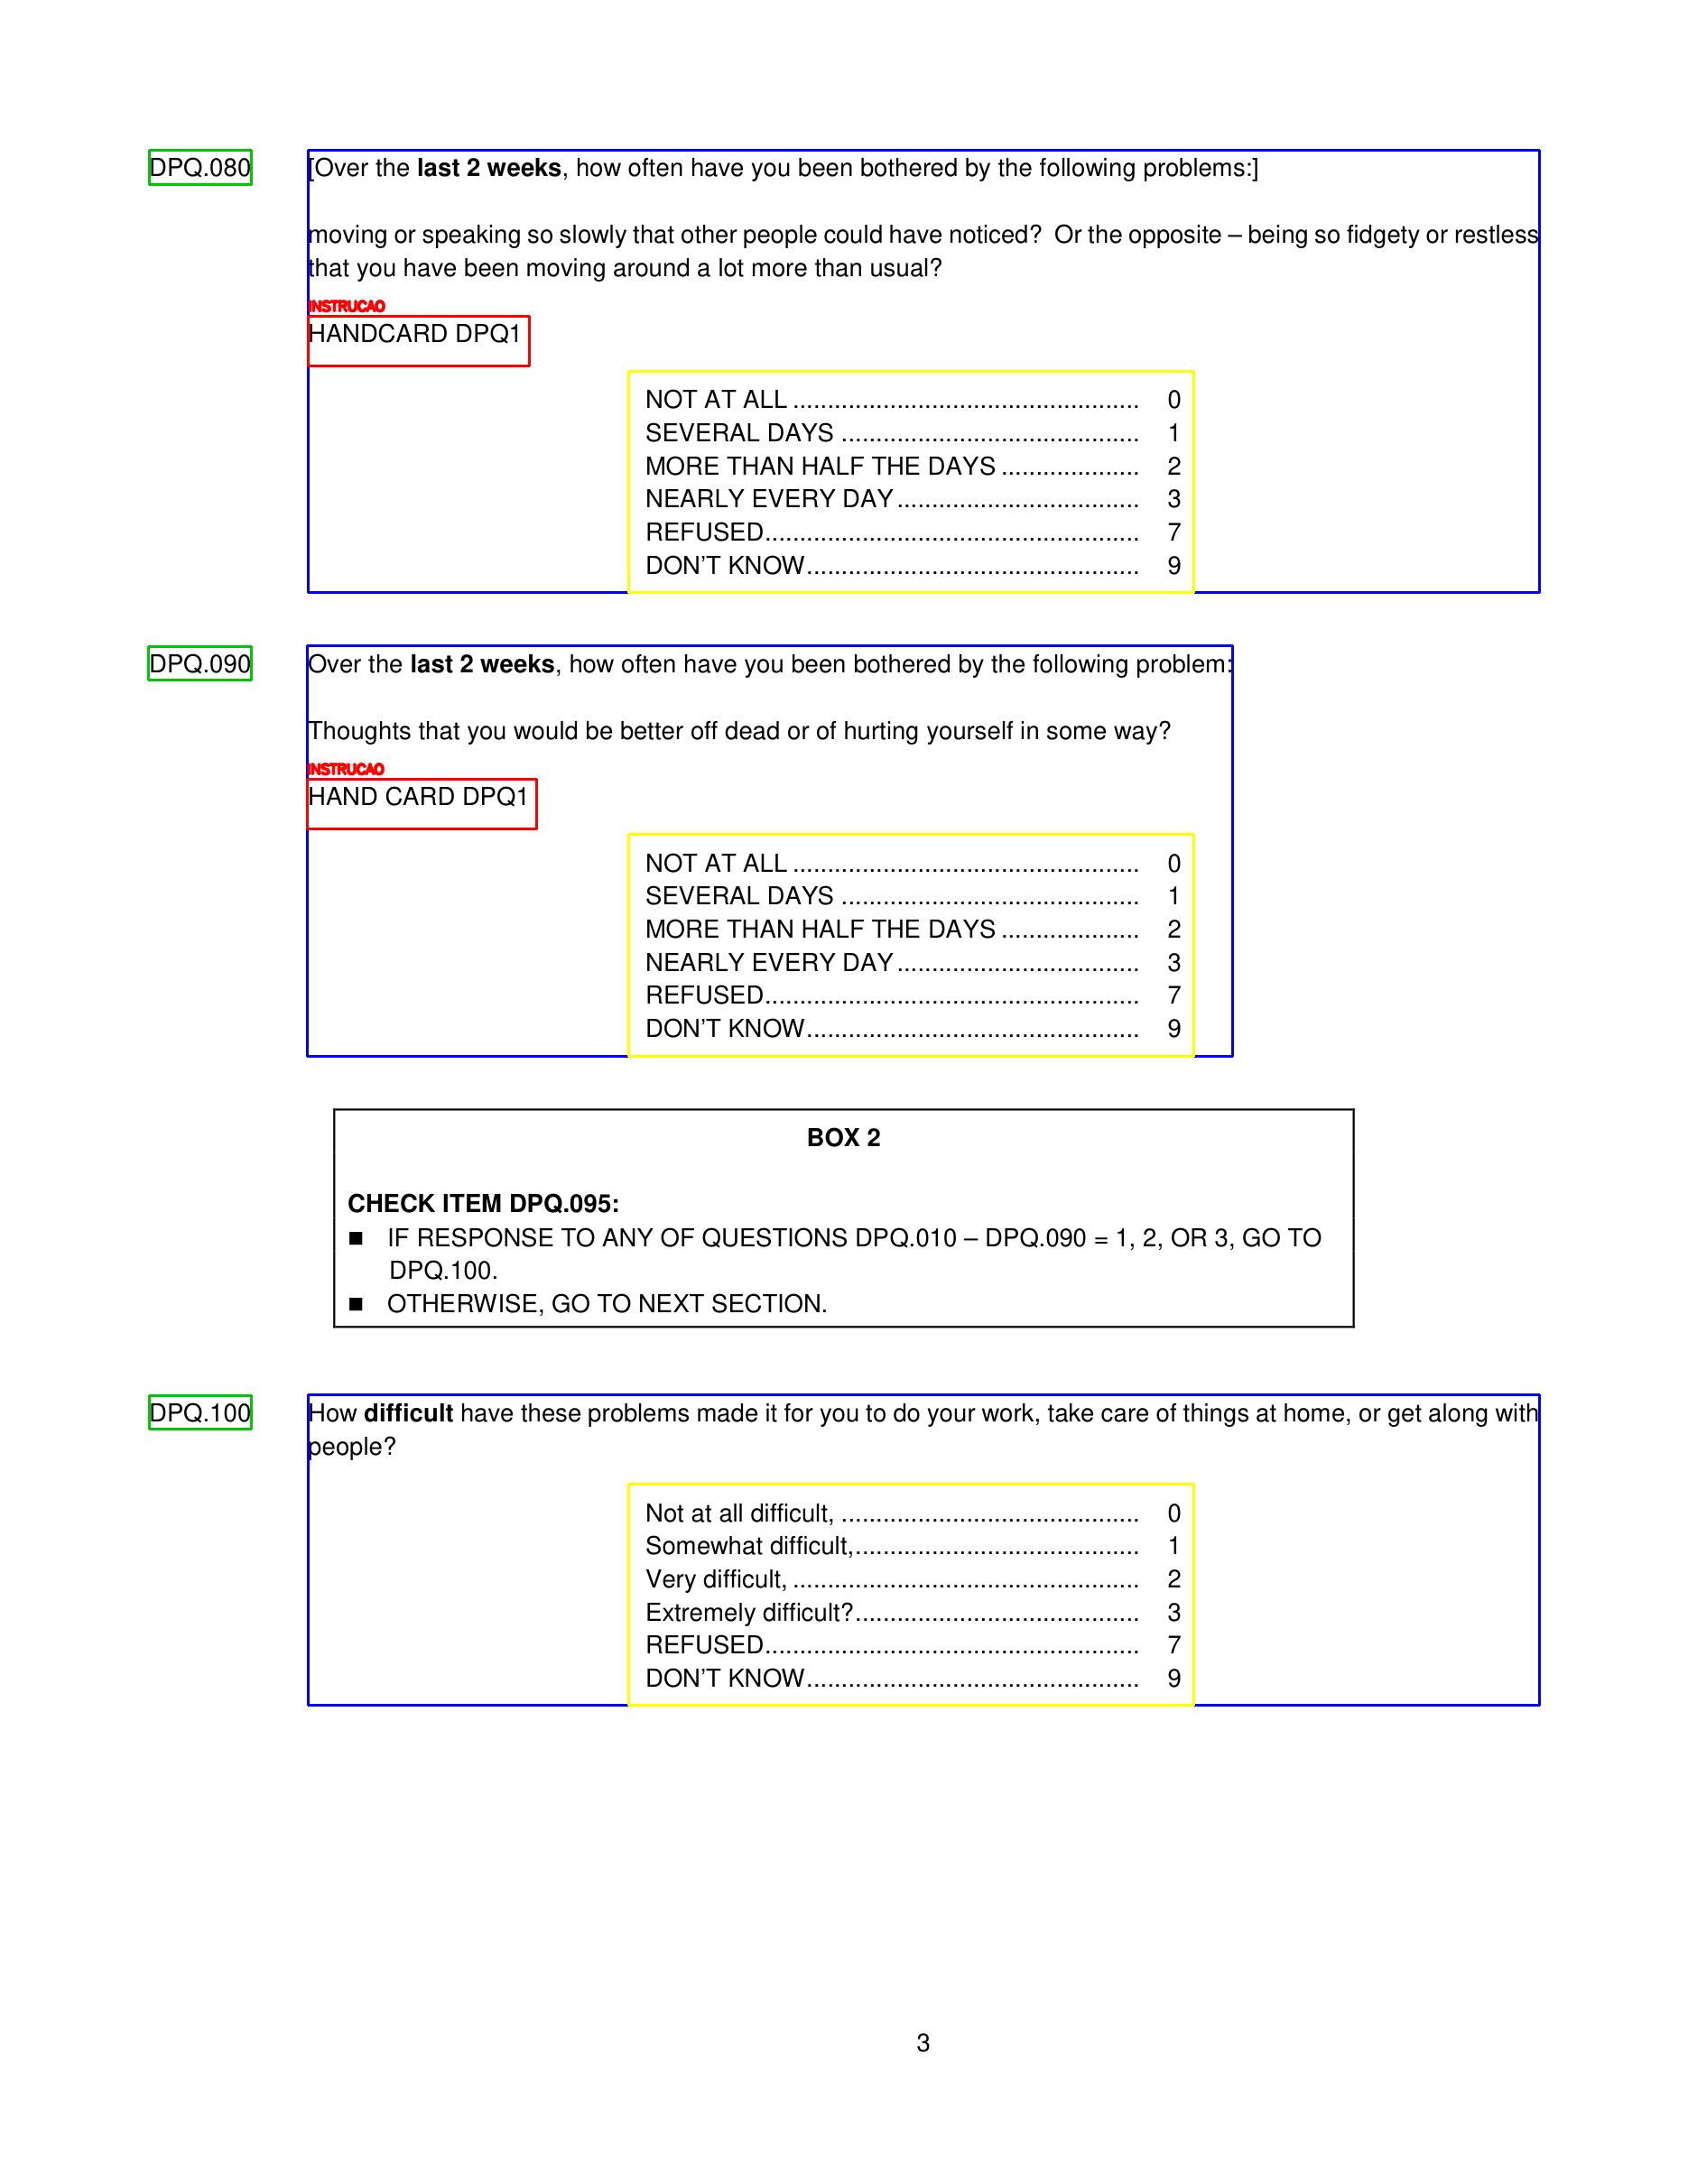 DPQ.080 [Over the last 2 weeks, how often have you been bothered by the following problems:]
moving or speaking so slowly that other people could have noticed? Or the opposite – being so fidgety or restless
that you have been moving around a lot more than usual?
INSTRUCAO
HANDCARD DPQ1
NOT AT ALL .................................................. 0
SEVERAL DAYS ........................................... 1
MORE THAN HALF THE DAYS .................... 2
NEARLY EVERY DAY................................... 3
REFUSED...................................................... 7
DON’T KNOW................................................ 9
DPQ.090 Over the last 2 weeks, how often have you been bothered by the following problem:
Thoughts that you would be better off dead or of hurting yourself in some way?
INSTRUCAO
HAND CARD DPQ1
NOT AT ALL .................................................. 0
SEVERAL DAYS ........................................... 1
MORE THAN HALF THE DAYS .................... 2
NEARLY EVERY DAY................................... 3
REFUSED...................................................... 7
DON’T KNOW................................................ 9
BOX 2
CHECK ITEM DPQ.095:
■ IF RESPONSE TO ANY OF QUESTIONS DPQ.010 – DPQ.090 = 1, 2, OR 3, GO TO
DPQ.100.
■ OTHERWISE, GO TO NEXT SECTION.
DPQ.100 How difficult have these problems made it for you to do your work, take care of things at home, or get along with
people?
Not at all difficult, ........................................... 0
Somewhat difficult,......................................... 1
Very difficult, .................................................. 2
Extremely difficult?......................................... 3
REFUSED...................................................... 7
DON’T KNOW................................................ 9
3